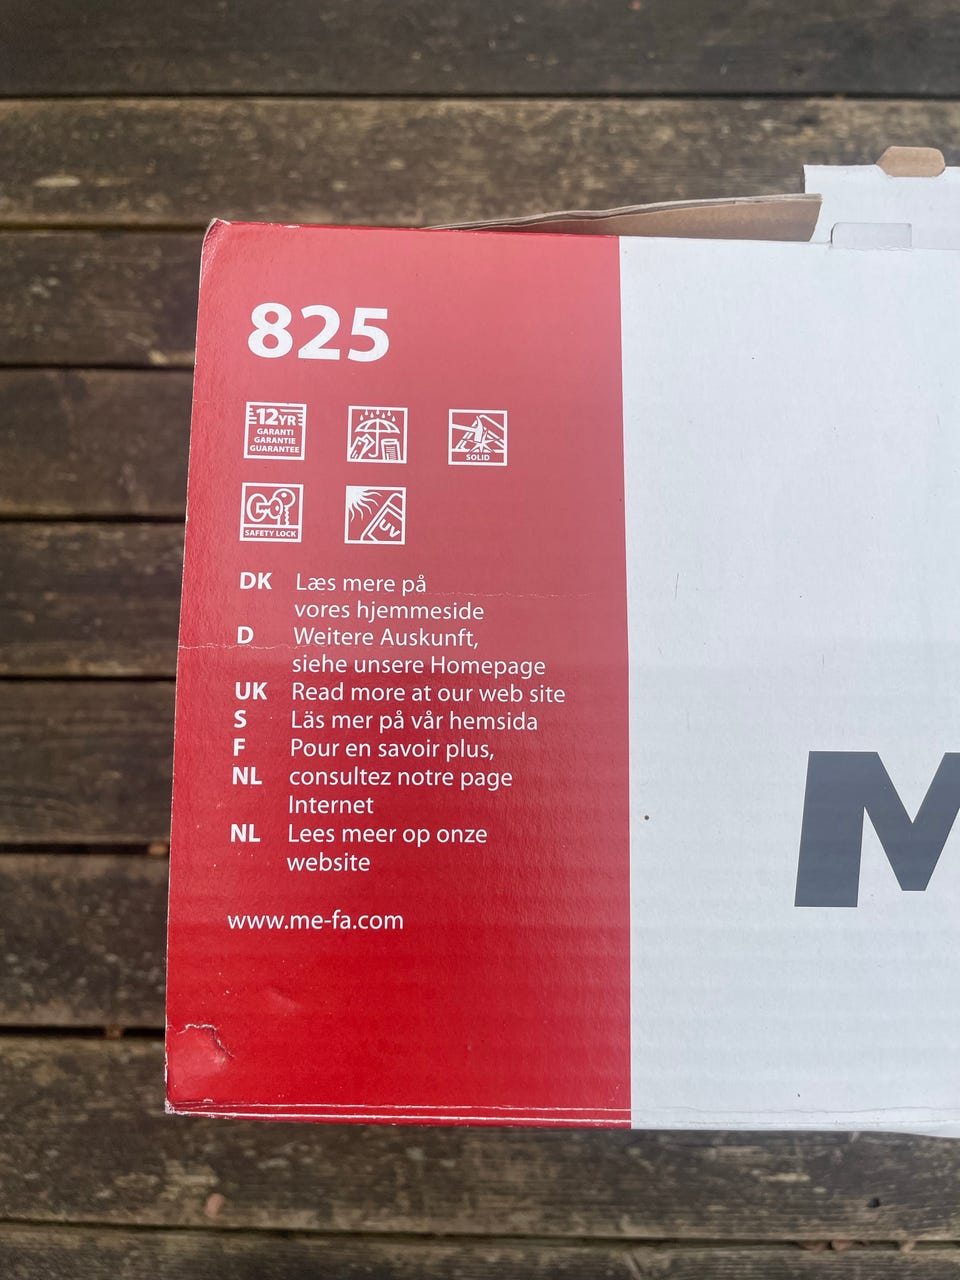 825
12YR
GARANTI
GARANTIE
GUARANTEE
SOLID
SAFETY LOCK
UV
DK Læs mere på
vores hjemmeside
D Weitere Auskunft,
siehe unsere Homepage
UK Read more at our web site
S Läs mer på vår hemsida
F Pour en savoir plus,
NL consultez notre page
Internet
NL Lees meer op onze
website
www.me-fa.com
M